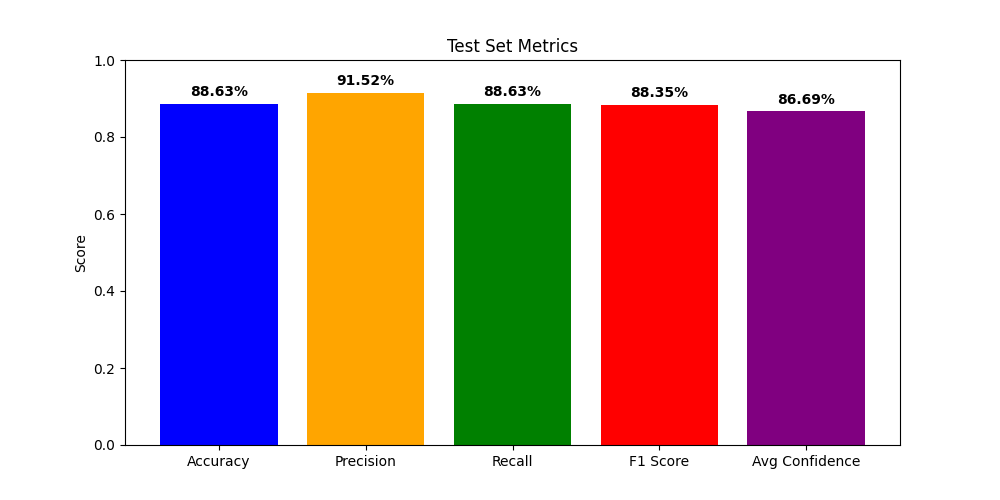 Test Set Metrics
Score
1.0
0.8
0.6
0.4
0.2
0.0
88.63%
91.52%
88.63%
88.35%
86.69%
Accuracy
Precision
Recall
F1 Score
Avg Confidence